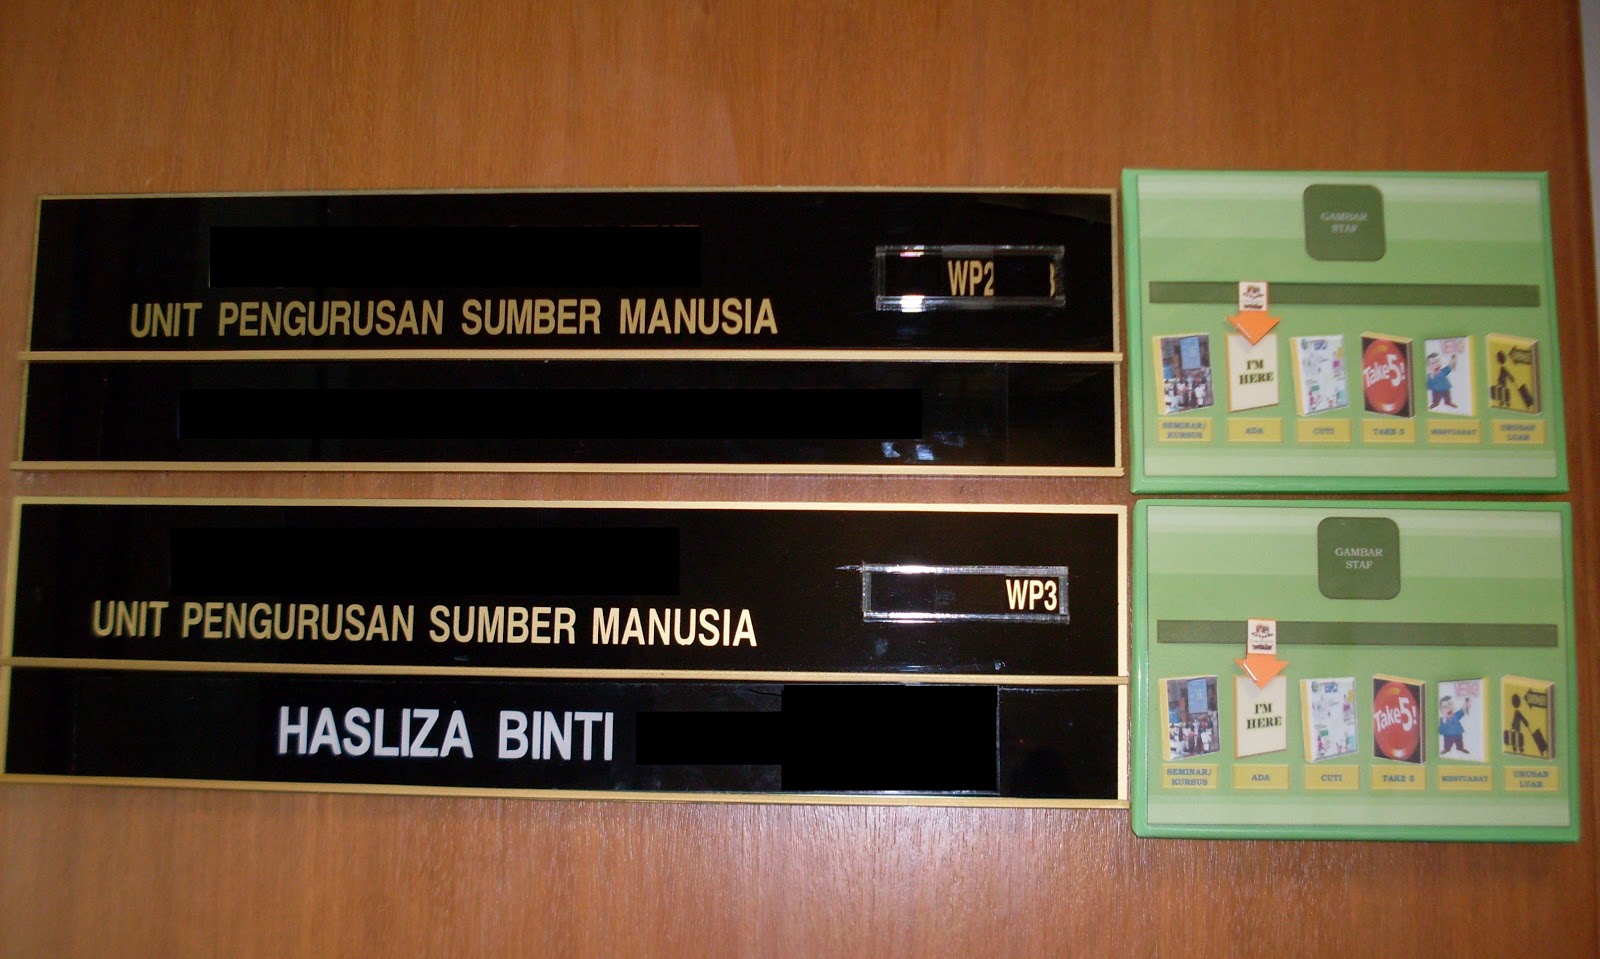 UNIT PENGURUSAN SUMBER MANUSIA
WP2
GAMBAR
STAF
I'M
HERE
Take 5!
SEMINAR/
KURSUS
ADA
CUTI
TAKE 5
MESYUARAT
URUSAN
LUAR
UNIT PENGURUSAN SUMBER MANUSIA
WP3
HASLIZA BINTI
GAMBAR
STAF
I'M
HERE
Take 5!
MEETING
SEMINAR/
KURSUS
ADA
CUTI
TAKE 5
MESYUARAT
URUSAN
LUAR